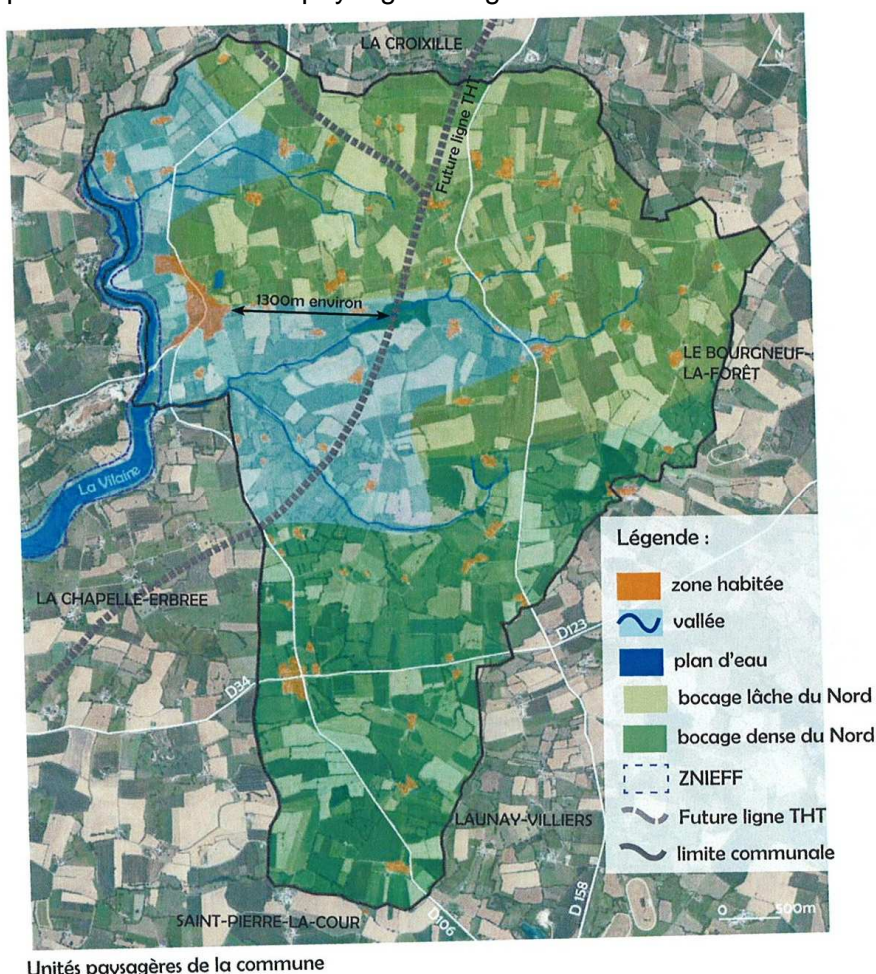 LA CROIXILLE
N
Future ligne THT
1300m environ
LE BOURGNEUF-
LA-FORÊT
La Vilaine
LA CHAPELLE-ERBREE
Légende :
zone habitée
vallée
plan d'eau
bocage lâche du Nord
bocage dense du Nord
ZNIEFF
Future ligne THT
limite communale
D123
D34
LAUNAY-VILLIERS
D 158
0 500m
SAINT-PIERRE-LA-COUR
D106
Unités paysagères de la commune